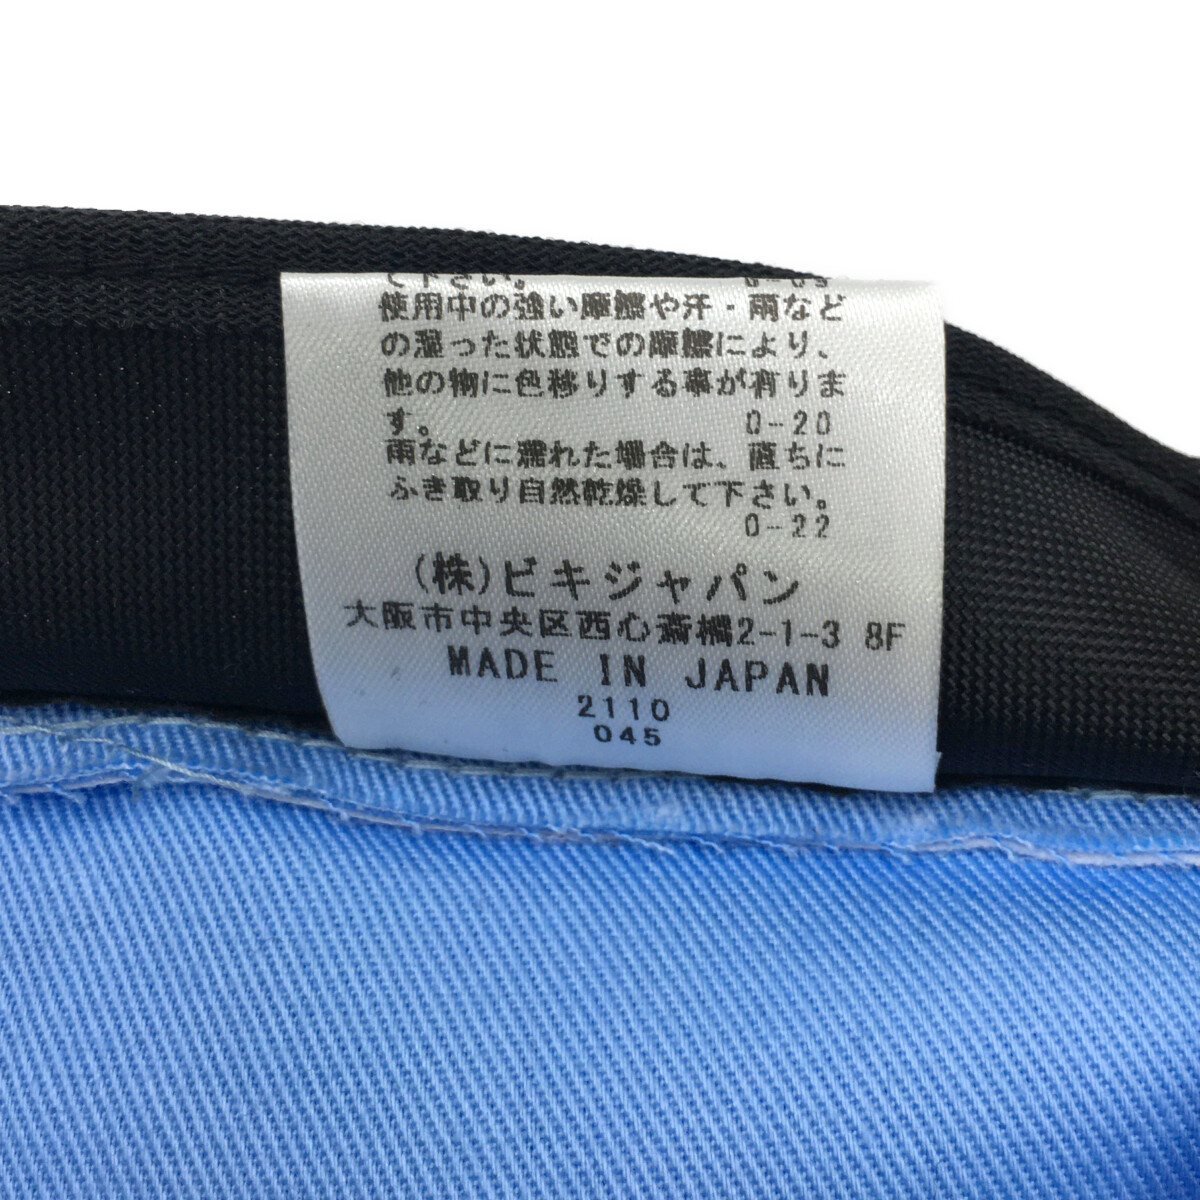 て下さい。
使用中の強い摩擦や汗・雨など
の湿った状態での摩擦により、
他の物に色移りする事が有りま
す。 0-20
雨などに濡れた場合は、直ちに
ふき取り自然乾燥して下さい。
0-22
(株)ビキジャパン
大阪市中央区西心斎橋2-1-3 8F
MADE IN JAPAN
2110
045